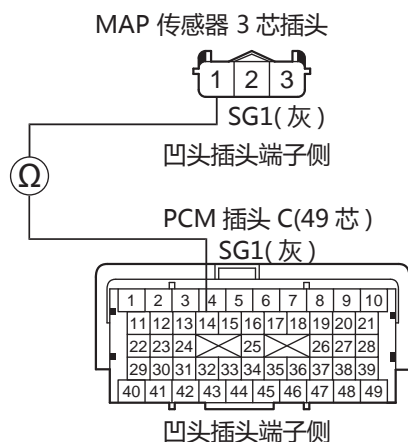 MAP 传感器 3 芯插头
1 2 3
SG1( 灰 )
凹头插头端子侧
Ω
PCM 插头 C(49 芯 )
SG1( 灰 )
1 2 3 4 5 6 7 8 9 10
11 12 13 14 15 16 17 18 19 20 21
22 23 24 25 26 27 28
29 30 31 32 33 34 35 36 37 38 39
40 41 42 43 44 45 46 47 48 49
凹头插头端子侧